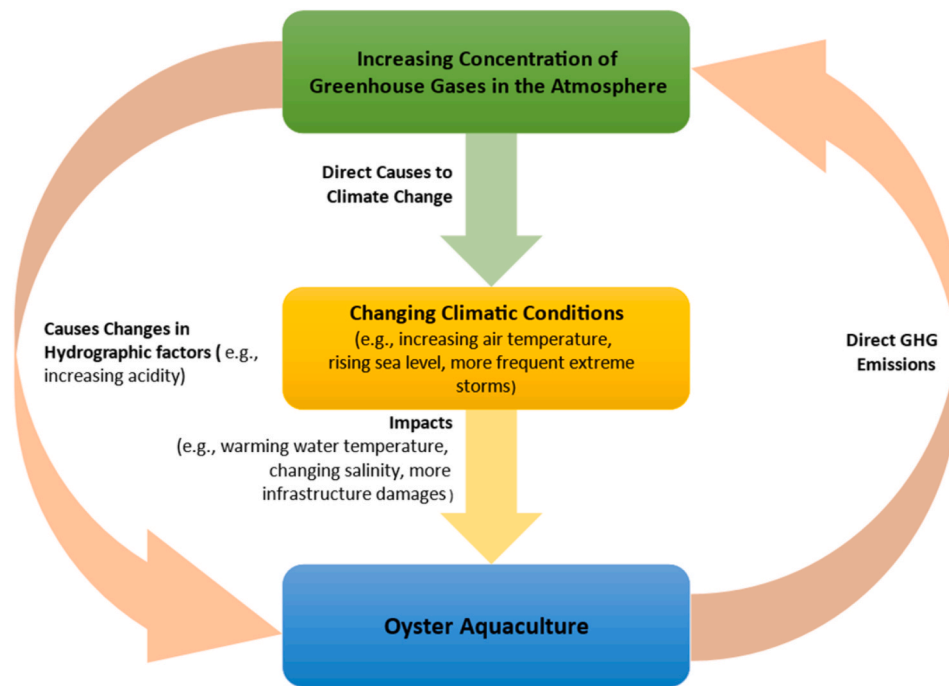 Increasing Concentration of
Greenhouse Gases in the Atmosphere
Direct Causes to
Climate Change
Changing Climatic Conditions
(e.g., increasing air temperature,
rising sea level, more frequent extreme
storms)
Causes Changes in
Hydrographic factors ( e.g.,
increasing acidity)
Direct GHG
Emissions
Impacts
(e.g., warming water temperature,
changing salinity, more
infrastructure damages)
Oyster Aquaculture